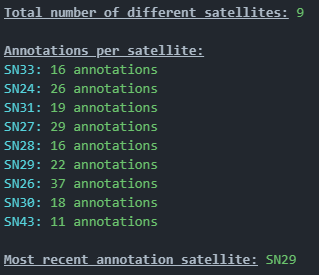 Total number of different satellites: 9
Annotations per satellite:
SN33: 16 annotations
SN24: 26 annotations
SN31: 19 annotations
SN27: 29 annotations
SN28: 16 annotations
SN29: 22 annotations
SN26: 37 annotations
SN30: 18 annotations
SN43: 11 annotations
Most recent annotation satellite: SN29